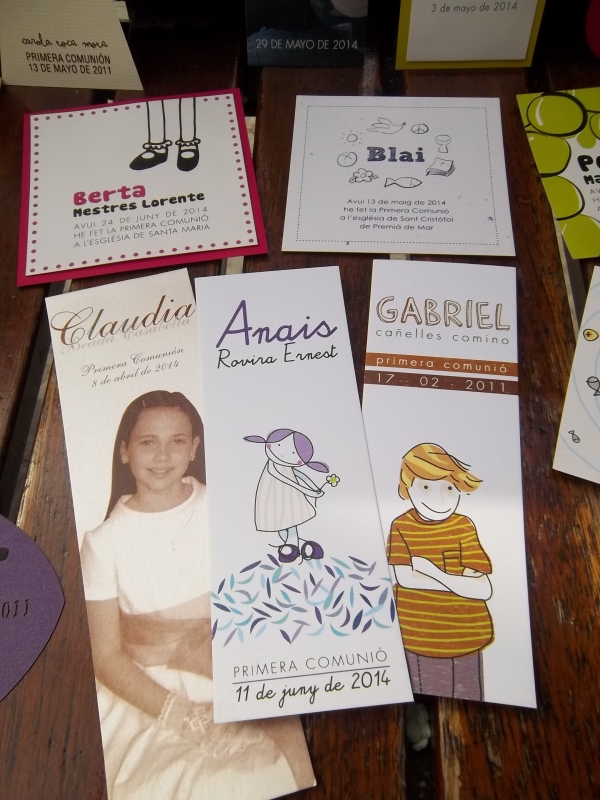 carola roca mora
PRIMERA COMUNIÓN
13 DE MAYO DE 2011
29 DE MAYO DE 2014
3 de mayo de 2014
Berta
Mestres Lorente
AVUI 24 DE JUNY DE 2014
HE FET LA PRIMERA COMUNIÓ
A L'ESGLÉSIA DE SANTA MARIA
Blai
Avui 13 de maig de 2014
he fet la Primera Comunió
a l'església de Sant Cristofol
de Premià de Mar
Claudia
Primera Comunión
8 de abril de 2014
Anais
Rovira Ernest
PRIMERA COMUNIÓ
11 de juny de 2014
GABRIEL
cañelles comino
primera comunió
17 - 02 - 2011